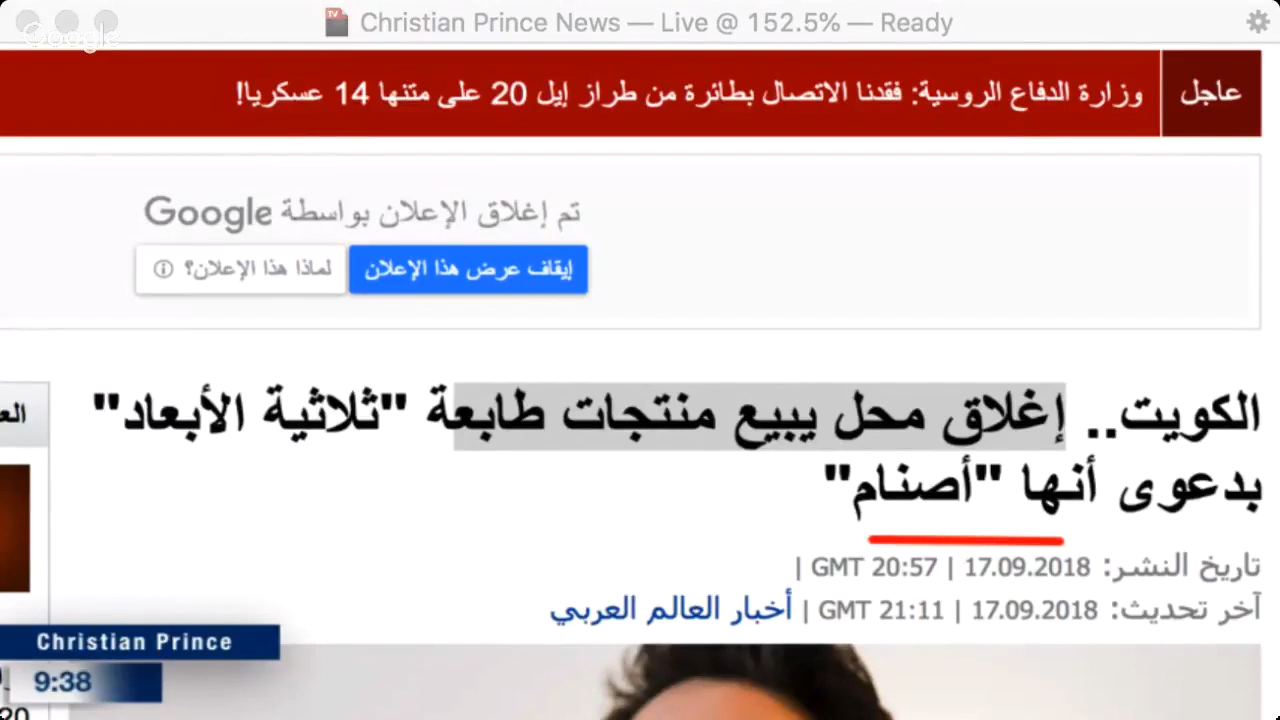 Christian Prince News — Live @ 152.5% — Ready
Google
عاجل
وزارة الدفاع الروسية: فقدنا الاتصال بطائرة من طراز إيل 20 على متنها 14 عسكريا!
تم إغلاق الإعلان بواسطة Google
إيقاف عرض هذا الإعلان
لماذا هذا الإعلان؟
الكويت.. إغلاق محل يبيع منتجات طابعة "ثلاثية الأبعاد"
بدعوى أنها "أصنام"
تاريخ النشر: 17.09.2018 | 20:57 GMT |
آخر تحديث: 17.09.2018 | 21:11 GMT | أخبار العالم العربي
Christian Prince
9:38